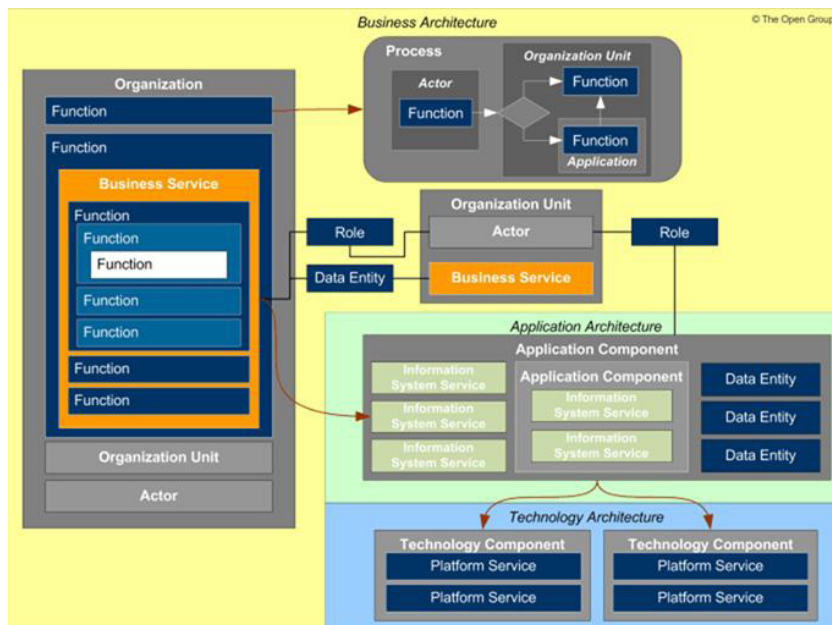 Business Architecture
© The Open Group
Organization
Function
Function
Business Service
Function
Function
Function
Function
Function
Function
Function
Organization Unit
Actor
Process
Actor
Function
Organization Unit
Function
Function
Application
Role
Data Entity
Organization Unit
Actor
Business Service
Role
Application Architecture
Application Component
Information
System Service
Information
System Service
Information
System Service
Application Component
Information
System Service
Information
System Service
Data Entity
Data Entity
Data Entity
Technology Architecture
Technology Component
Platform Service
Platform Service
Technology Component
Platform Service
Platform Service